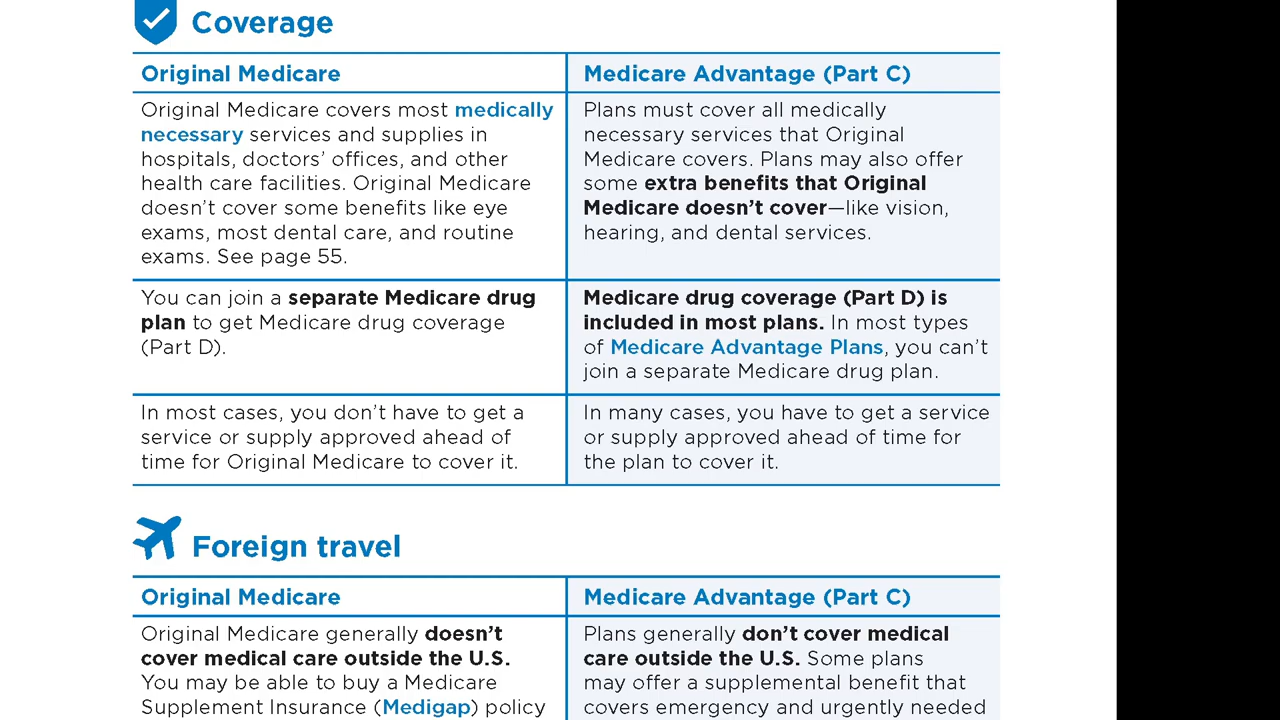 Coverage
Original Medicare
Medicare Advantage (Part C)
Original Medicare covers most medically
necessary services and supplies in
hospitals, doctors' offices, and other
health care facilities. Original Medicare
doesn't cover some benefits like eye
exams, most dental care, and routine
exams. See page 55.
Plans must cover all medically
necessary services that Original
Medicare covers. Plans may also offer
some extra benefits that Original
Medicare doesn't cover—like vision,
hearing, and dental services.
You can join a separate Medicare drug
plan to get Medicare drug coverage
(Part D).
Medicare drug coverage (Part D) is
included in most plans. In most types
of Medicare Advantage Plans, you can't
join a separate Medicare drug plan.
In most cases, you don't have to get a
service or supply approved ahead of
time for Original Medicare to cover it.
In many cases, you have to get a service
or supply approved ahead of time for
the plan to cover it.
Foreign travel
Original Medicare
Medicare Advantage (Part C)
Original Medicare generally doesn't
cover medical care outside the U.S.
You may be able to buy a Medicare
Supplement Insurance (Medigap) policy
Plans generally don't cover medical
care outside the U.S. Some plans
may offer a supplemental benefit that
covers emergency and urgently needed